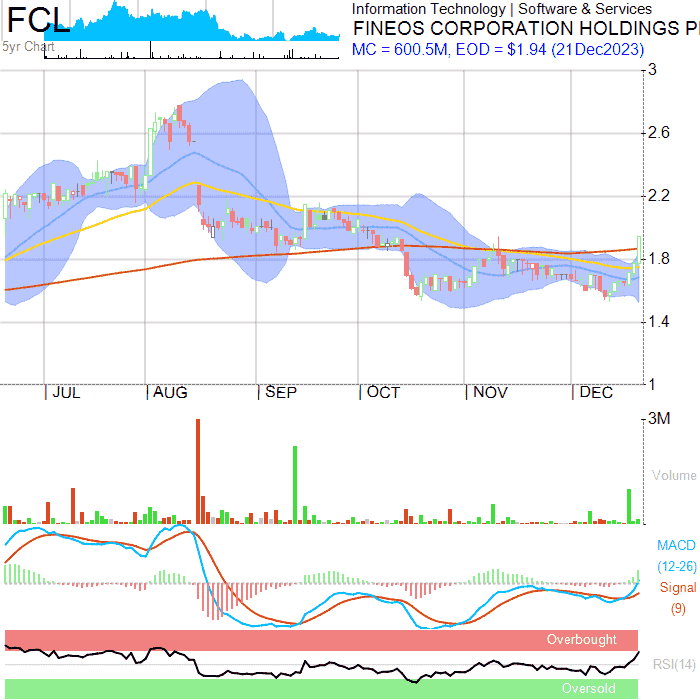 FCL
Information Technology | Software & Services
FINEOS CORPORATION HOLDINGS P
5yr Chart
MC = 600.5M, EOD = $1.94 (21Dec2023)
3
2.6
2.2
1.8
1.4
1
JUL AUG SEP OCT NOV DEC
3M
Volume
MACD
(12-26)
Signal
(9)
Overbought
RSI(14)
Oversold